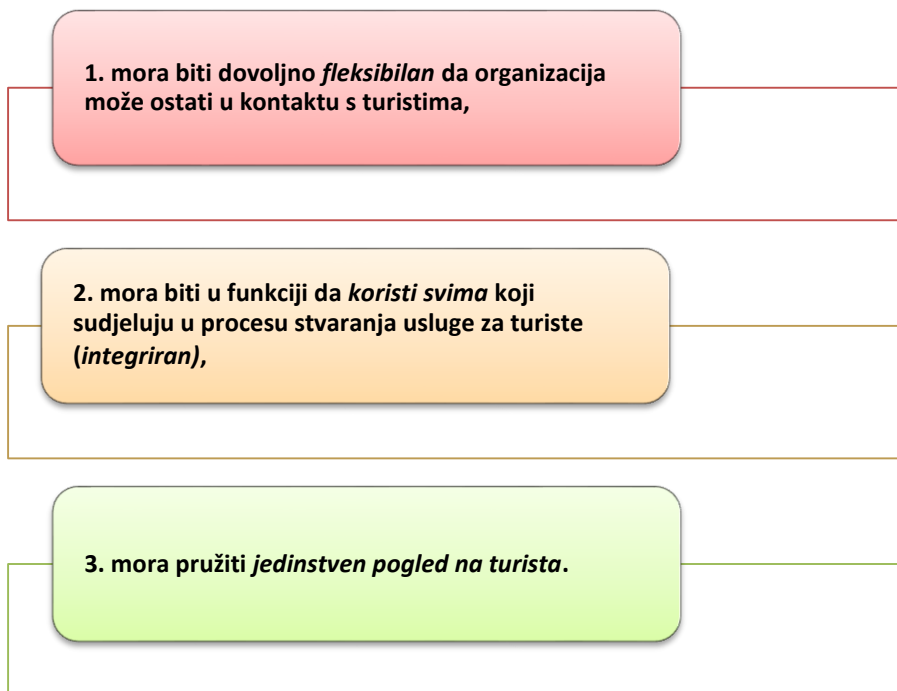 1. mora biti dovoljno fleksibilan da organizacija
može ostati u kontaktu s turistima,
2. mora biti u funkciji da koristi svima koji
sudjeluju u procesu stvaranja usluge za turiste
(integriran),
3. mora pružiti jedinstven pogled na turista.